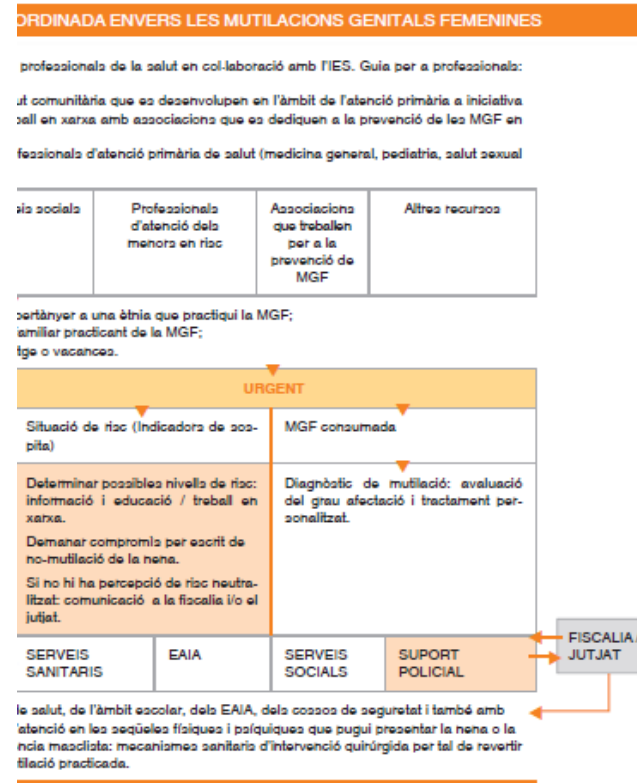 ORDINADA ENVERS LES MUTILACIONS GENITALS FEMENINES
professionals de la salut en col·laboració amb l'IES. Guia per a professionals:
ut comunitària que es desenvolupen en l'àmbit de l'atenció primària a iniciativa
ball en xarxa amb associacions que es dediquen a la prevenció de les MGF en
fessionals d'atenció primària de salut (medicina general, pediatria, salut sexual
eis socials
Professionals
d'atenció dels
menors en risc
Associacions
que treballen
per a la
prevenció de
MGF
Altres recursos
pertànyer a una ètnia que practiqui la MGF;
amiliar practicant de la MGF;
tge o vacances.
URGENT
Situació de risc (Indicadors de sos-
pita)
MGF consumada
Determinar possibles nivells de risc:
informació i educació / treball en
xarxa.
Demanar compromís per escrit de
no-mutilació de la nena.
Si no hi ha percepció de risc neutra-
litzat: comunicació a la fiscalia i/o el
jutjat.
Diagnòstic de mutilació: avaluació
del grau afectació i tractament per-
sonalitzat.
SERVEIS
SANITARIS
EAIA
SERVEIS
SOCIALS
SUPORT
POLICIAL
FISCALIA
JUTJAT
de salut, de l'àmbit escolar, dels EAIA, dels cossos de seguretat i també amb
'atenció en les seqüeles físiques i psíquiques que pugui presentar la nena o la
ència masclista: mecanismes sanitaris d'intervenció quirúrgida per tal de revertir
tilació practicada.